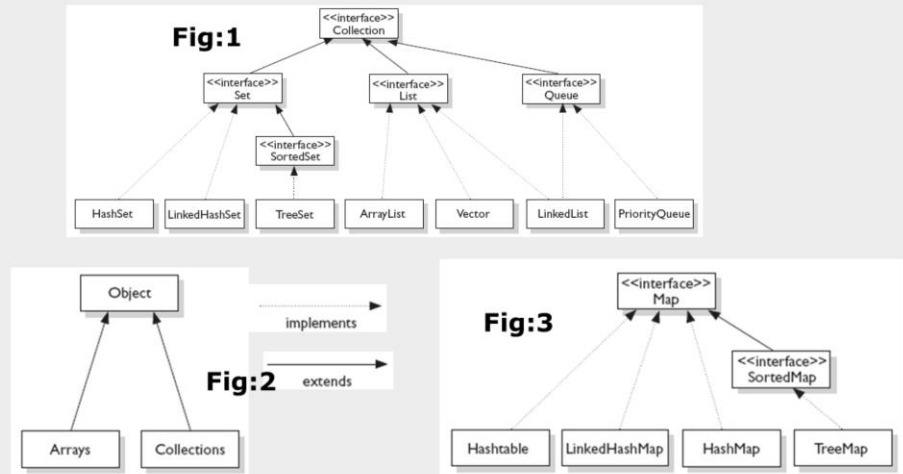 Fig:1
<<interface>>
Collection
<<interface>>
Set
<<interface>>
List
<<interface>>
Queue
<<interface>>
SortedSet
HashSet
LinkedHashSet
TreeSet
ArrayList
Vector
LinkedList
PriorityQueue
Object
implements
Fig:2
extends
Arrays
Collections
Fig:3
<<interface>>
Map
<<interface>>
SortedMap
Hashtable
LinkedHashMap
HashMap
TreeMap